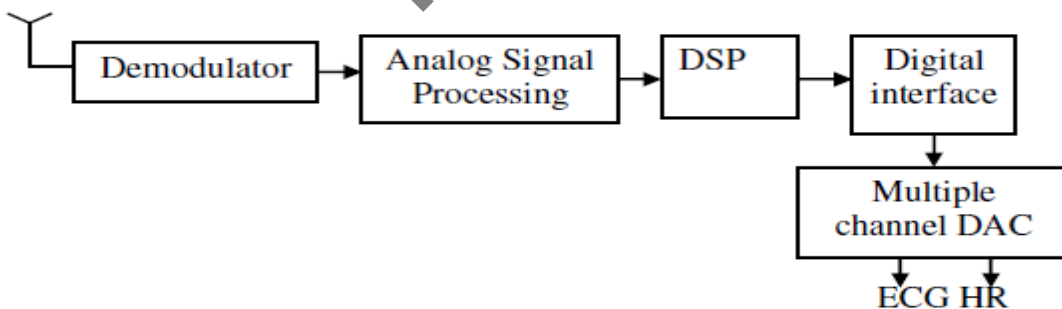 Demodulator
Analog Signal
Processing
DSP
Digital
interface
Multiple
channel DAC
ECG HR